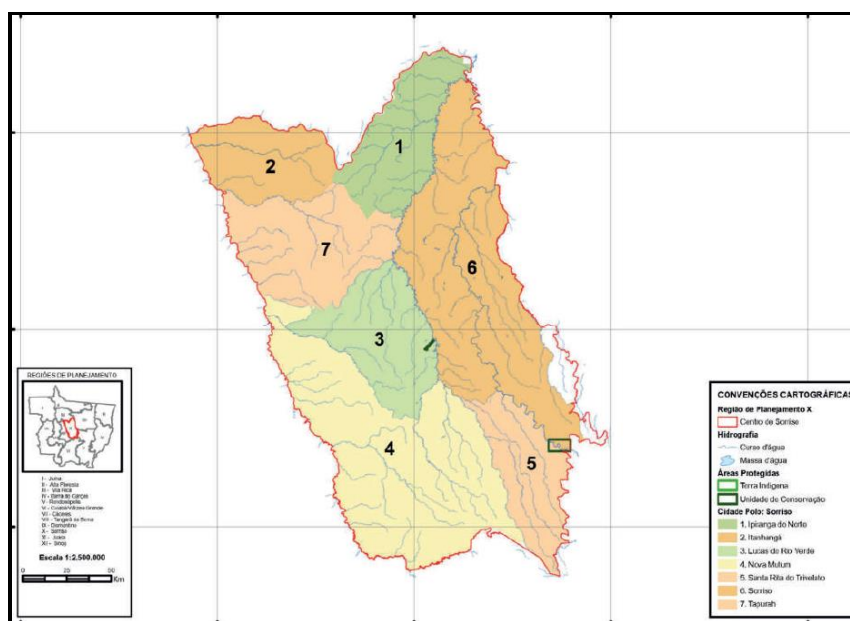 1
2
7
6
3
4
5
REGIÕES DE PLANEJAMENTO
Escala 1:2.500.000
Km
CONVENÇÕES CARTOGRÁFICAS
Região de Planejamento X
Centro de Sorriso
Hidrografia
Curso d'água
Massa d'água
Áreas Protegidas
Terra Indígena
Unidade de Conservação
Cidade Polo: Sorriso
1. Ipiranga do Norte
2. Itanhangá
3. Lucas do Rio Verde
4. Nova Mutum
5. Santa Rita do Trivelato
6. Sorriso
7. Tapurah